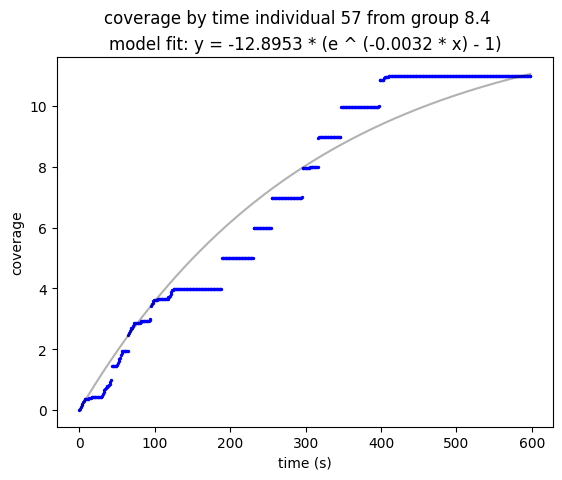 coverage by time individual 57 from group 8.4
model fit: y = -12.8953 * (e ^ (-0.0032 * x) - 1)
10
8
6
4
2
0
coverage
0 100 200 300 400 500 600
time (s)